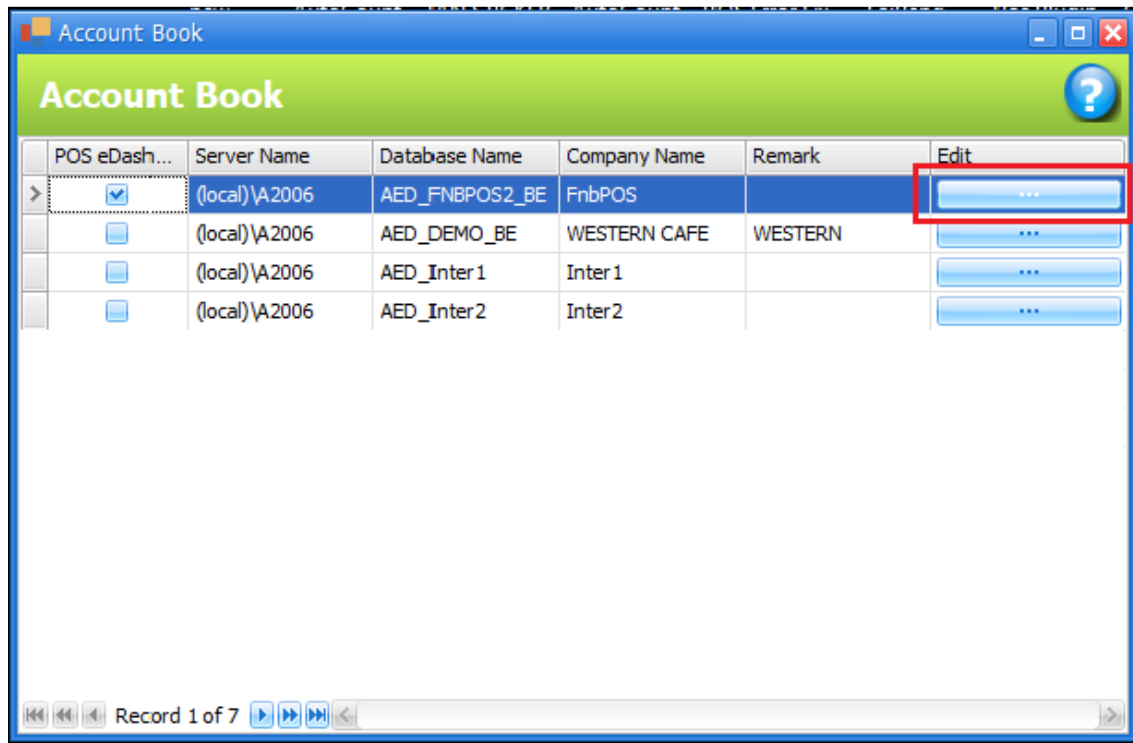 Account Book
Account Book
POS eDash... Server Name Database Name Company Name Remark Edit
(local)\A2006 AED_FNBPOS2_BE FnbPOS ...
(local)\A2006 AED_DEMO_BE WESTERN CAFE WESTERN ...
(local)\A2006 AED_Inter1 Inter1 ...
(local)\A2006 AED_Inter2 Inter2 ...
Record 1 of 7